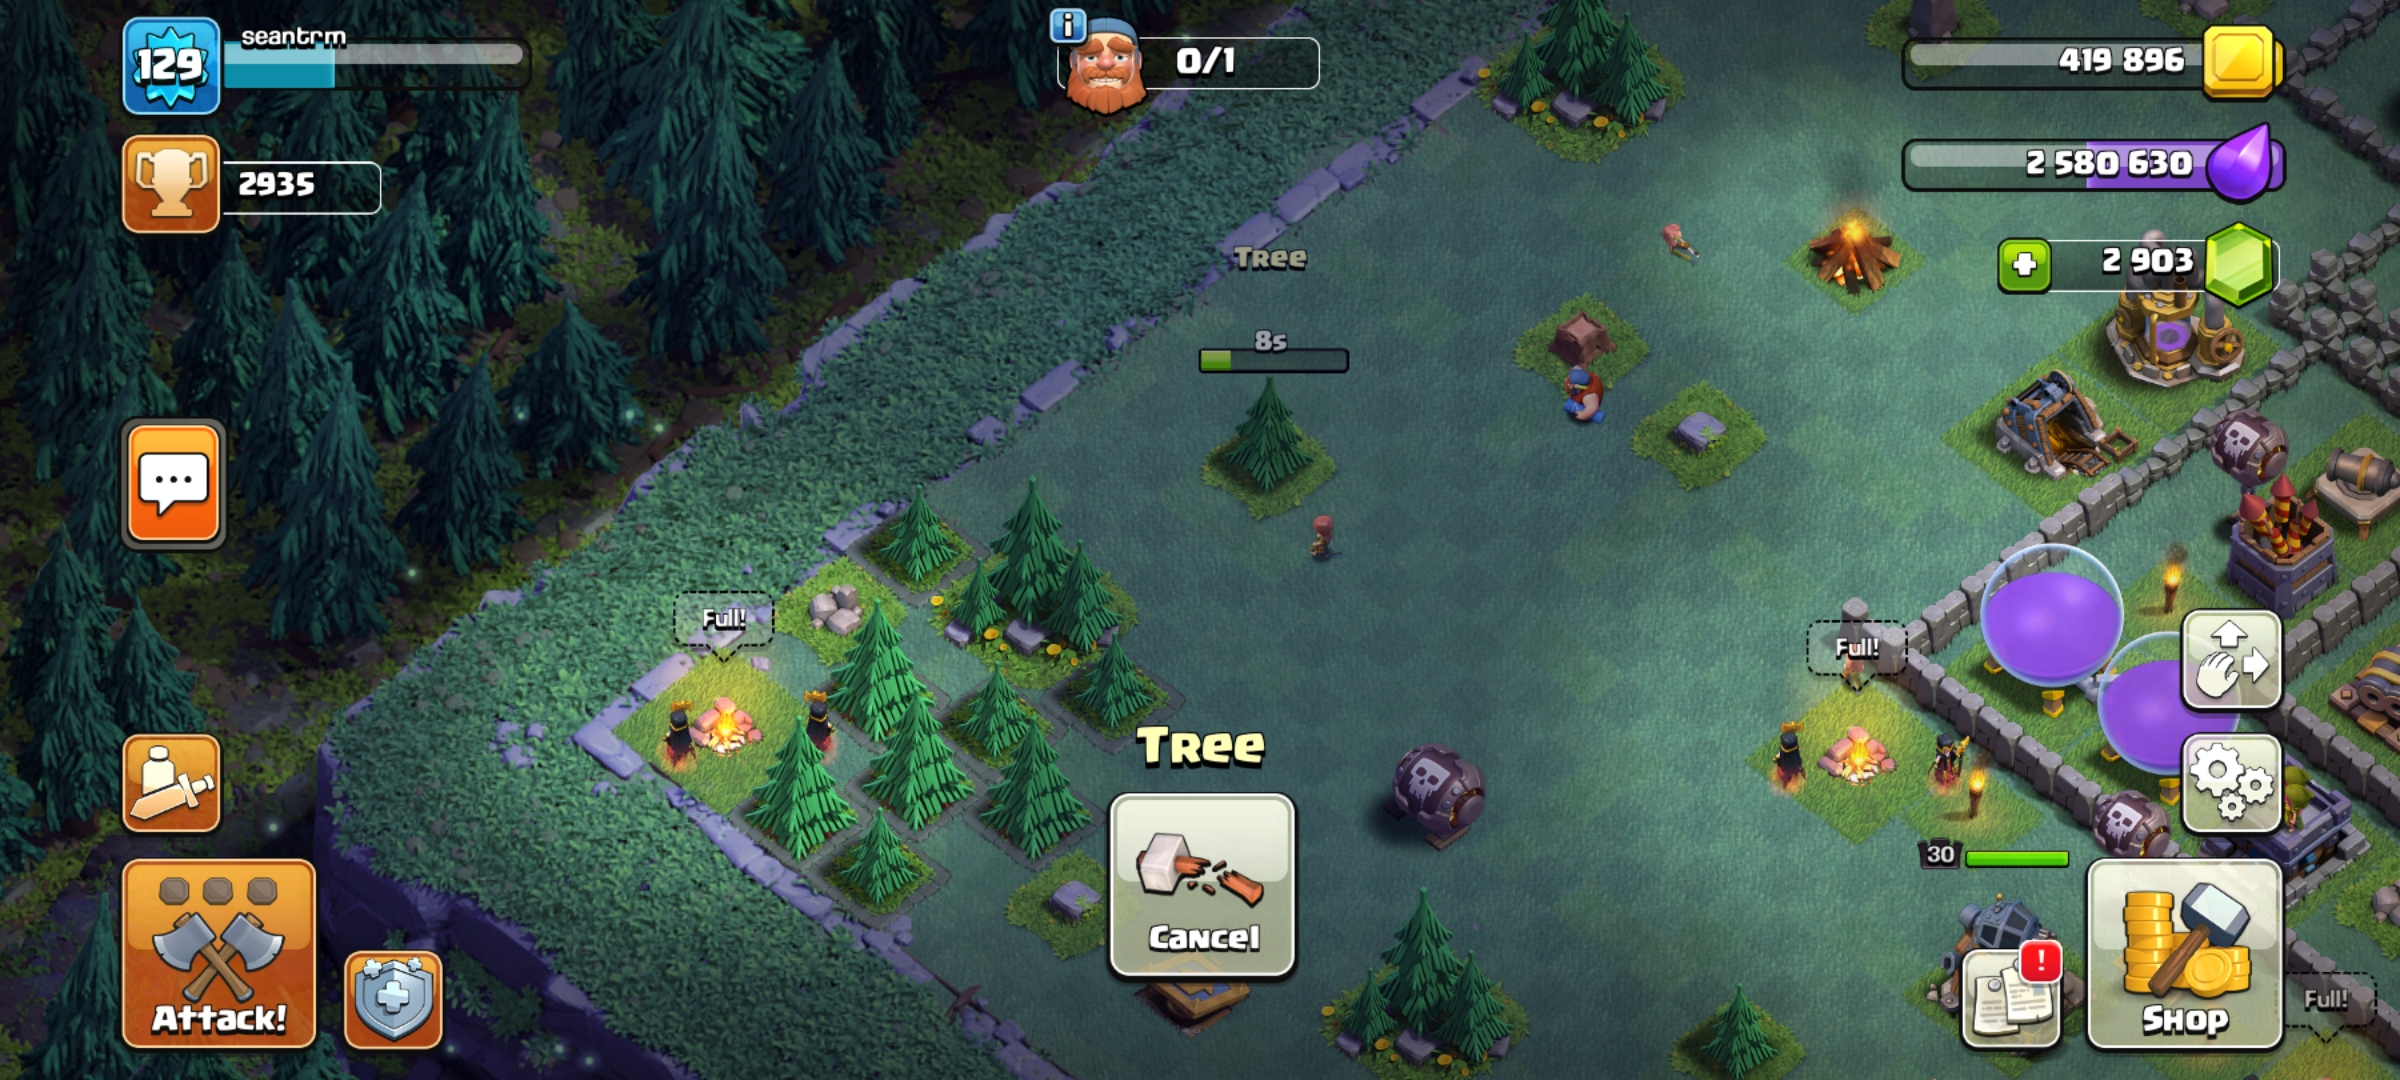 129
seantrm
0/1
419 896
2935
2 580 630
2 903
Tree
8s
Full!
Full!
Tree
Cancel
30
Attack!
!
Shop
Full!